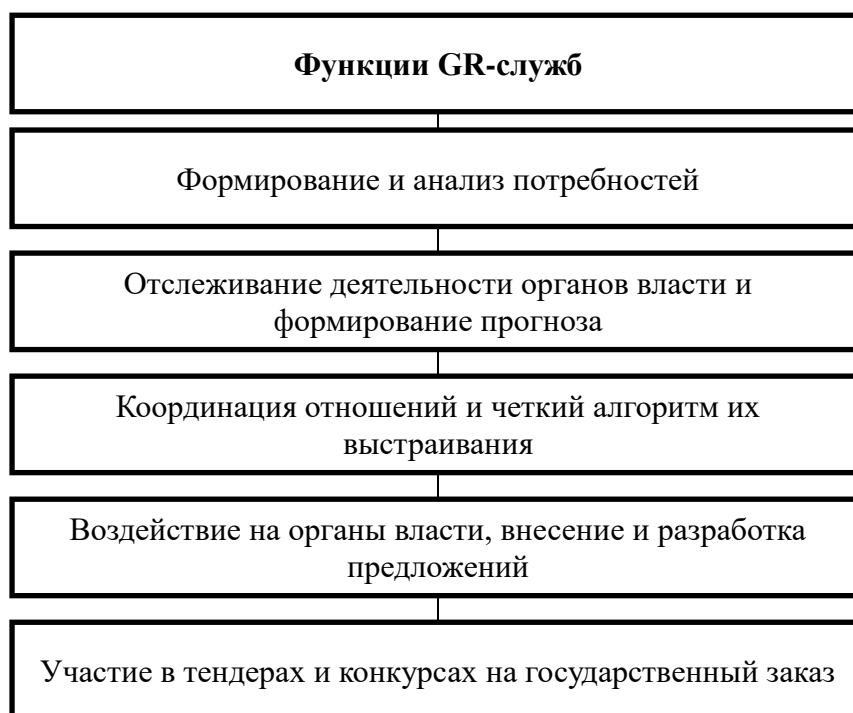 Функции GR-служб
Формирование и анализ потребностей
Отслеживание деятельности органов власти и
формирование прогноза
Координация отношений и четкий алгоритм их
выстраивания
Воздействие на органы власти, внесение и разработка
предложений
Участие в тендерах и конкурсах на государственный заказ